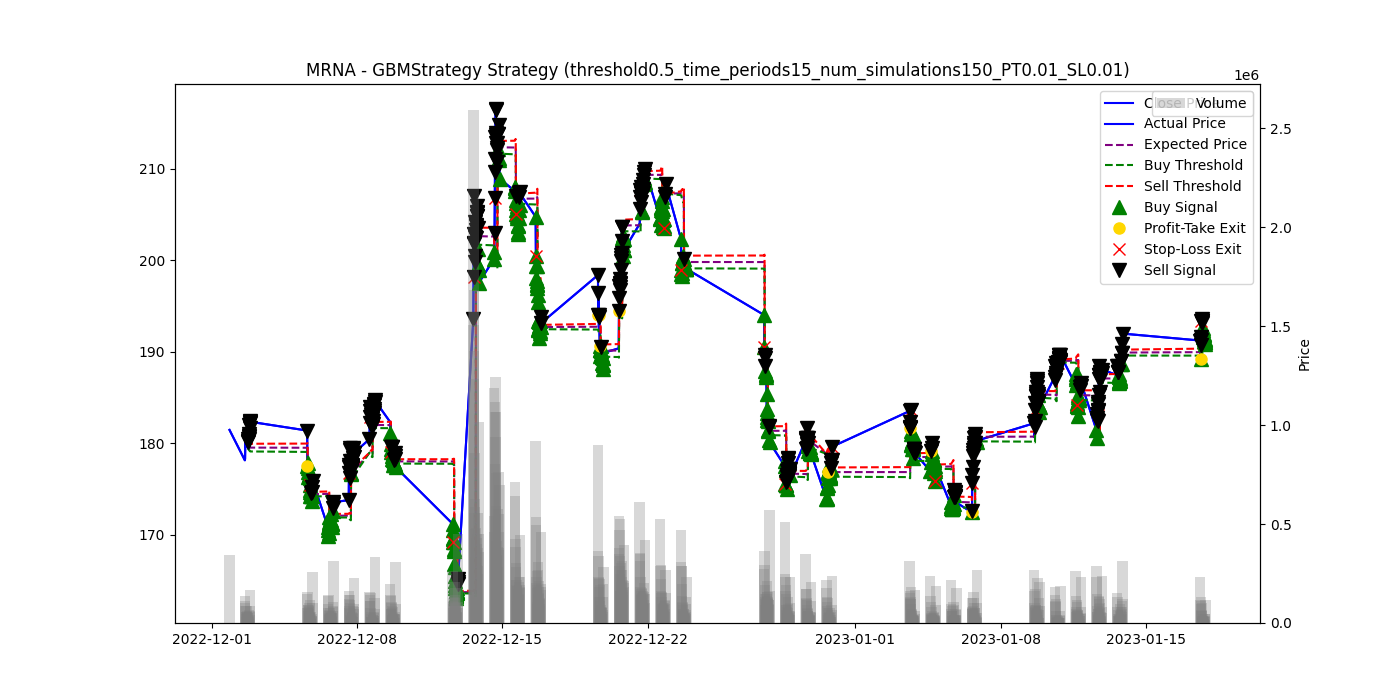 MRNA - GBMStrategy Strategy (threshold0.5_time_periods15_num_simulations150_PT0.01_SL0.01)
1e6
Volume
Actual Price
Expected Price
Buy Threshold
Sell Threshold
Buy Signal
Profit-Take Exit
Stop-Loss Exit
Sell Signal
210
200
190
180
170
2.5
2.0
1.5
1.0
0.5
0.0
Price
2022-12-01
2022-12-08
2022-12-15
2022-12-22
2023-01-01
2023-01-08
2023-01-15